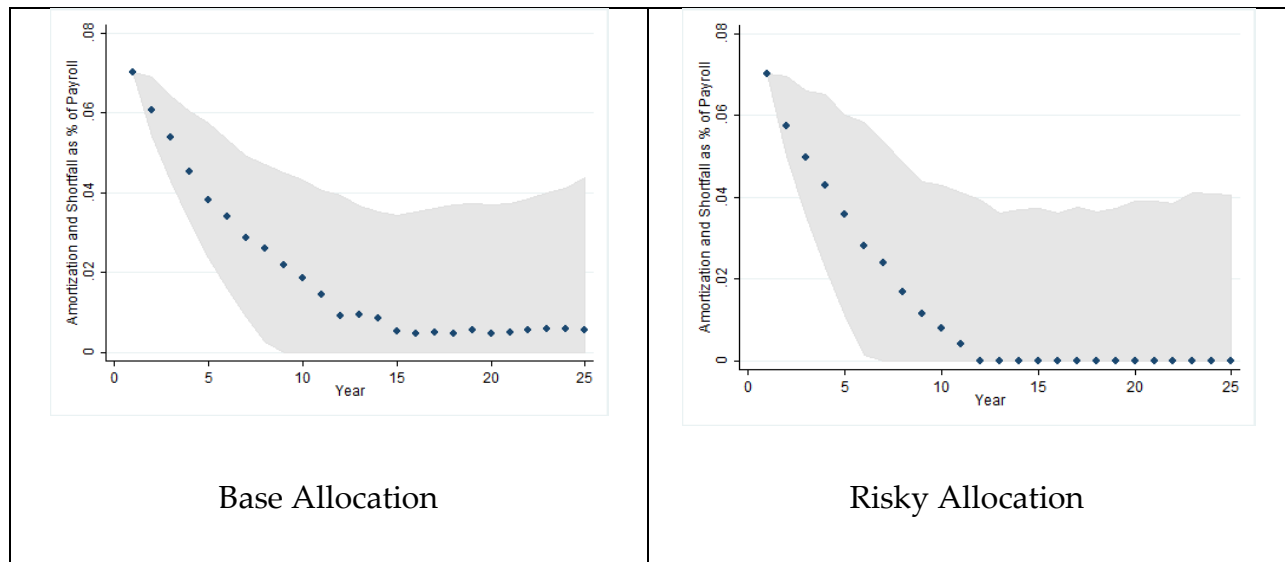 Amortization and Shortfall as % of Payroll
.08
.06
.04
.02
0
0 5 10 15 20 25
Year
Base Allocation
Amortization and Shortfall as % of Payroll
.08
.06
.04
.02
0
0 5 10 15 20 25
Year
Risky Allocation